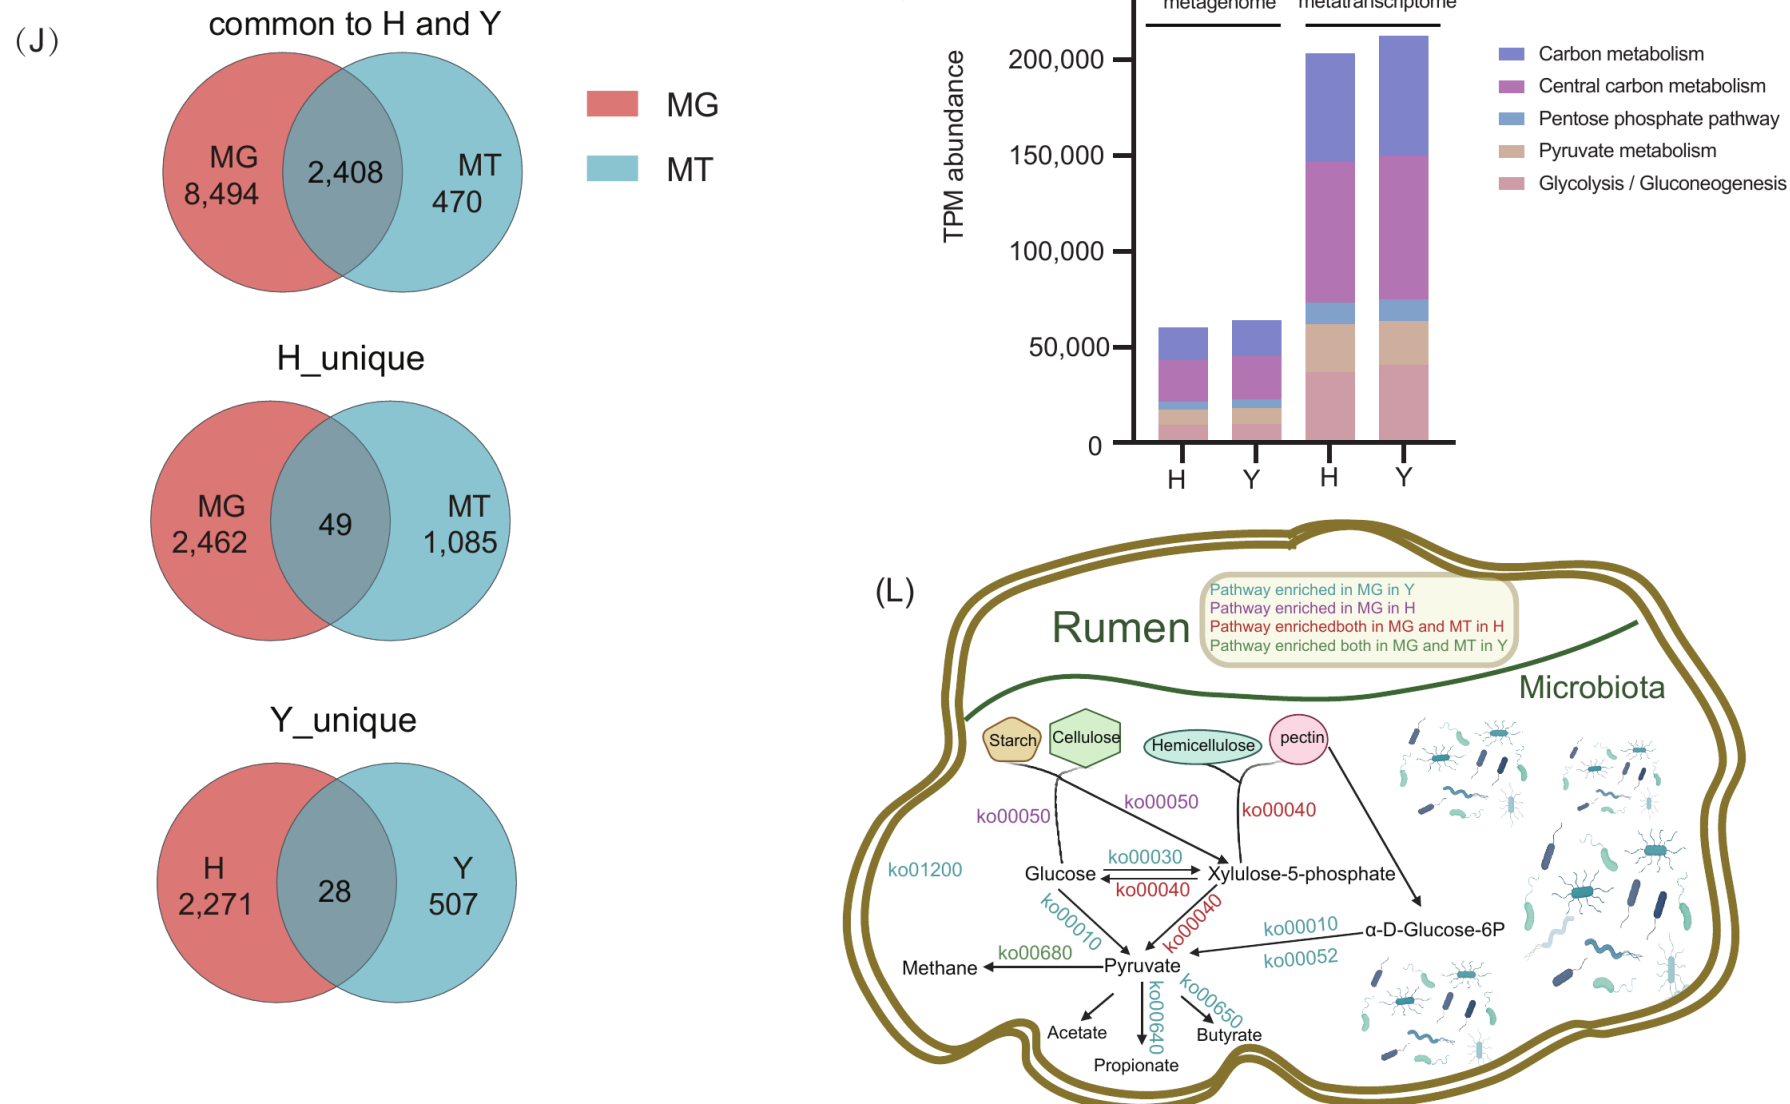 (J)
common to H and Y
MG
8,494
2,408
MT
470
MG
MT
H_unique
MG
2,462
49
MT
1,085
Y_unique
H
2,271
28
Y
507
metagenome
metatranscriptome
TPM abundance
200,000
150,000
100,000
50,000
0
H
Y
H
Y
Carbon metabolism
Central carbon metabolism
Pentose phosphate pathway
Pyruvate metabolism
Glycolysis / Gluconeogenesis
(L)
Rumen
Pathway enriched in MG in Y
Pathway enriched in MG in H
Pathway enrichedboth in MG and MT in H
Pathway enriched both in MG and MT in Y
Microbiota
Starch
Cellulose
Hemicellulose
pectin
ko00050
ko00050
ko00040
ko01200
Glucose
ko00030
ko00040
Xylulose-5-phosphate
ko00010
ko00040
ko00010
α-D-Glucose-6P
ko00052
Methane
ko00680
Pyruvate
ko00640
ko00650
Acetate
Propionate
Butyrate